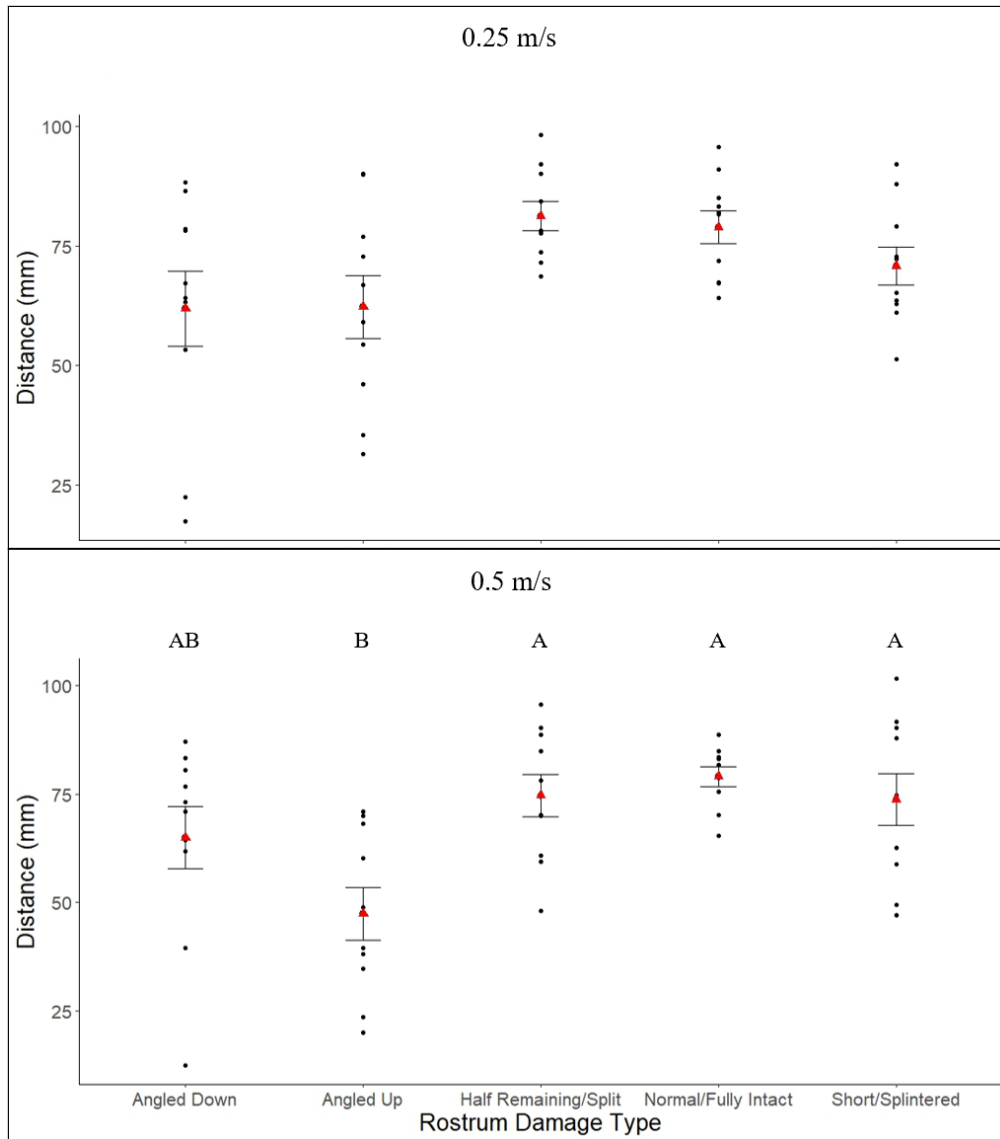 0.25 m/s
100
75
50
25
Distance (mm)
0.5 m/s
AB B A A A
100
75
50
25
Distance (mm)
Angled Down Angled Up Half Remaining/Split Normal/Fully Intact Short/Splintered
Rostrum Damage Type